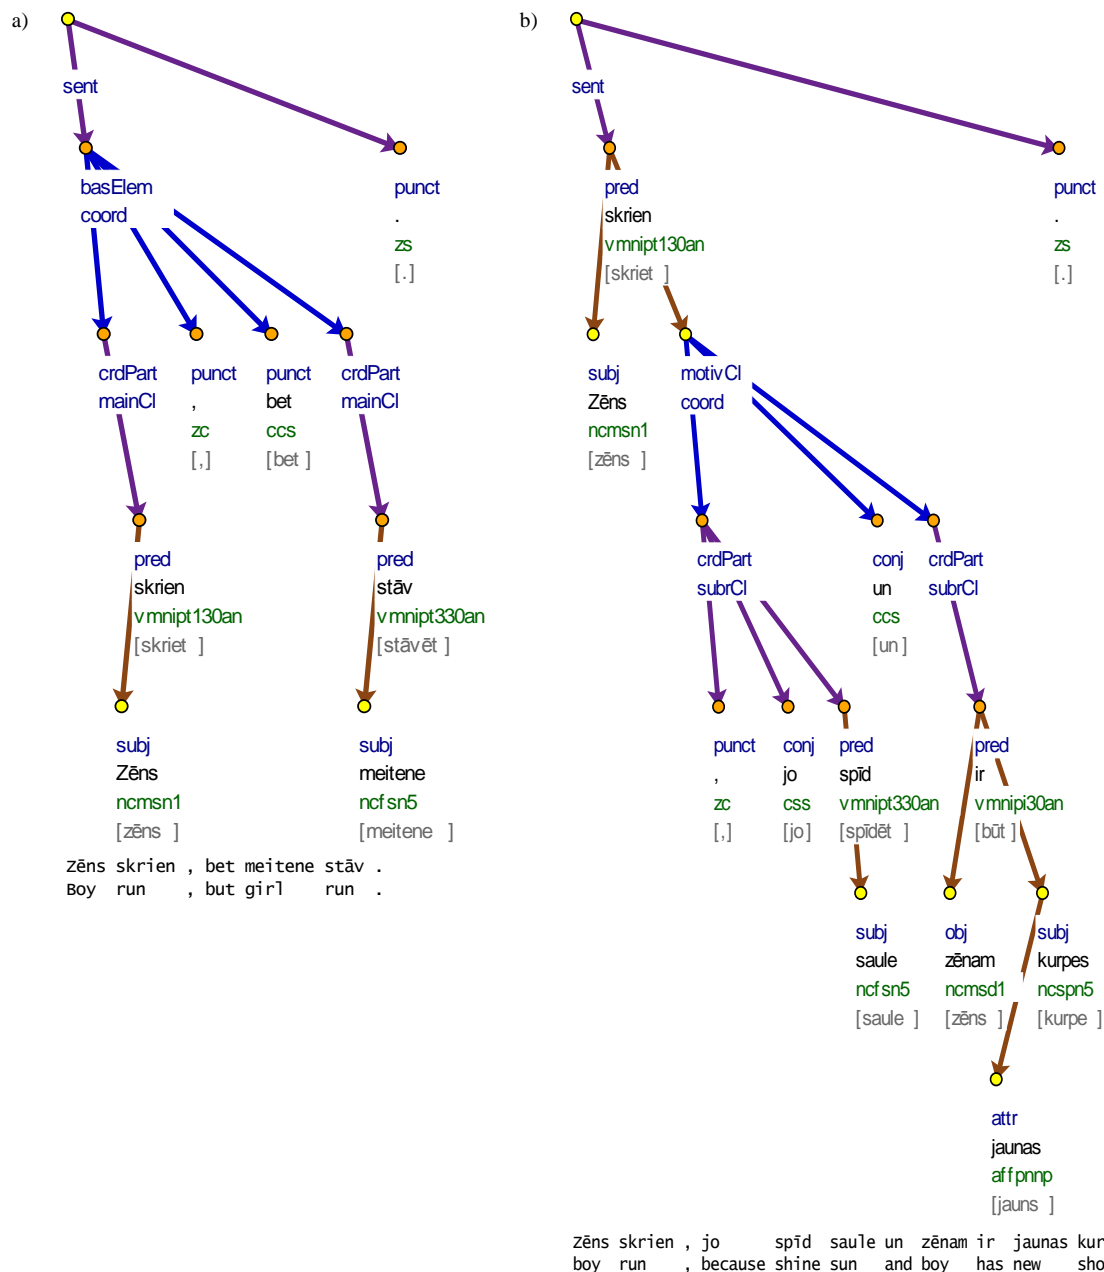 a)
sent
basElem
coord
punct
.
zs
[.]
crdPart
mainCl
punct
,
zc
[,]
punct
bet
ccs
[bet ]
crdPart
mainCl
pred
skrien
vmnipt130an
[skriet ]
pred
stāv
vmnipt330an
[stāvēt ]
subj
Zēns
ncmsn1
[zēns ]
subj
meitene
ncfsn5
[meitene ]
Zēns skrien , bet meitene stāv .
Boy run , but girl run .
b)
sent
pred
skrien
vmnipt130an
[skriet ]
punct
.
zs
[.]
subj
Zēns
ncmsn1
[zēns ]
motivCl
coord
crdPart
subrCl
conj
un
ccs
[un]
crdPart
subrCl
punct
,
zc
[,]
conj
jo
css
[jo]
pred
spīd
vmnipt330an
[spīdēt ]
pred
ir
vmnipi30an
[būt ]
subj
saule
ncfsn5
[saule ]
obj
zēnam
ncmsd1
[zēns ]
subj
kurpes
ncspn5
[kurpe ]
attr
jaunas
affpnnp
[jauns ]
Zēns skrien , jo spīd saule un zēnam ir jaunas kur
boy run , because shine sun and boy has new sho